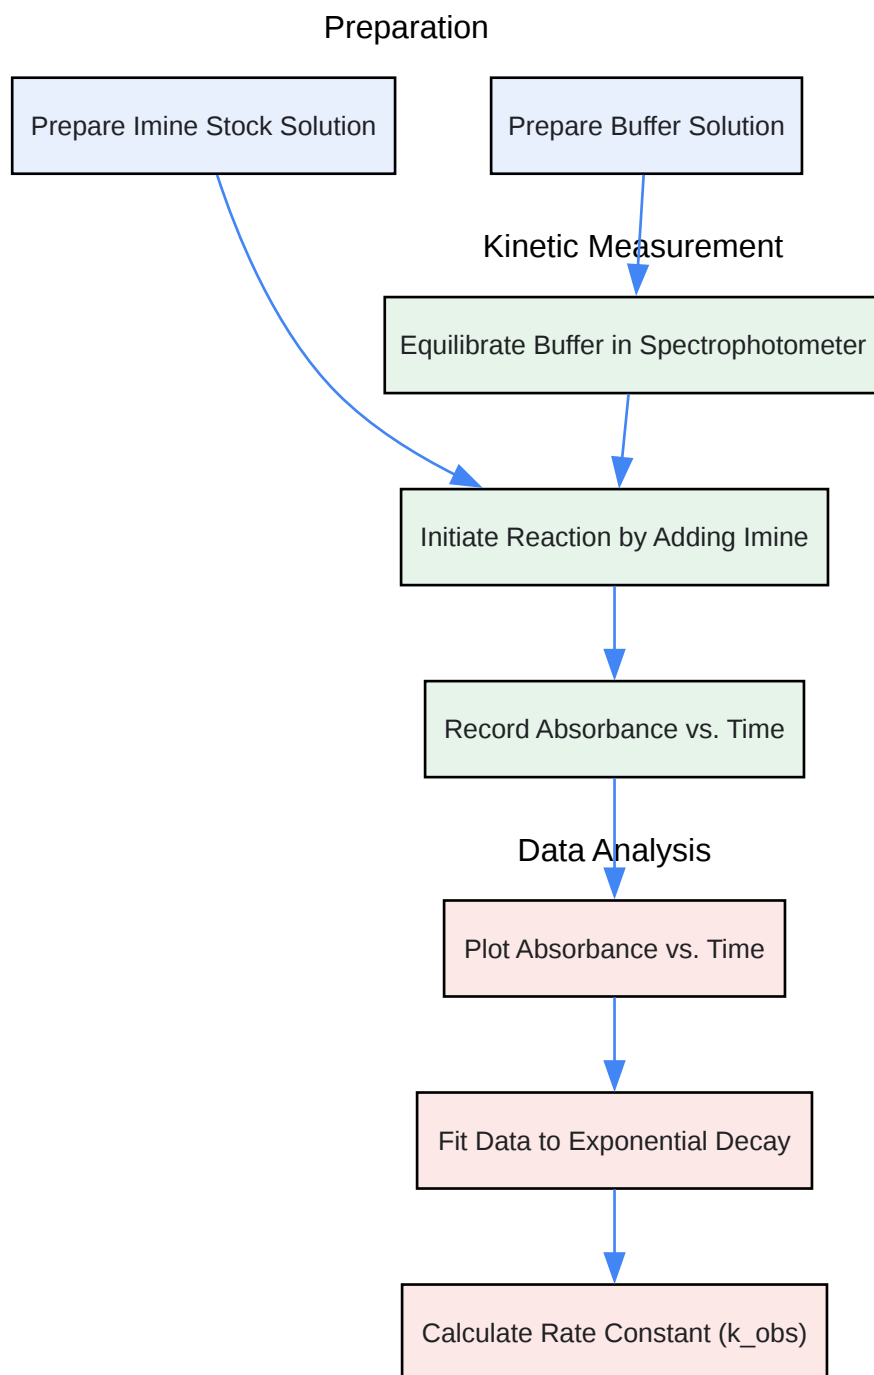 Preparation
Prepare Imine Stock Solution
Prepare Buffer Solution
Kinetic Measurement
Equilibrate Buffer in Spectrophotometer
Initiate Reaction by Adding Imine
Record Absorbance vs. Time
Data Analysis
Plot Absorbance vs. Time
Fit Data to Exponential Decay
Calculate Rate Constant (k_obs)